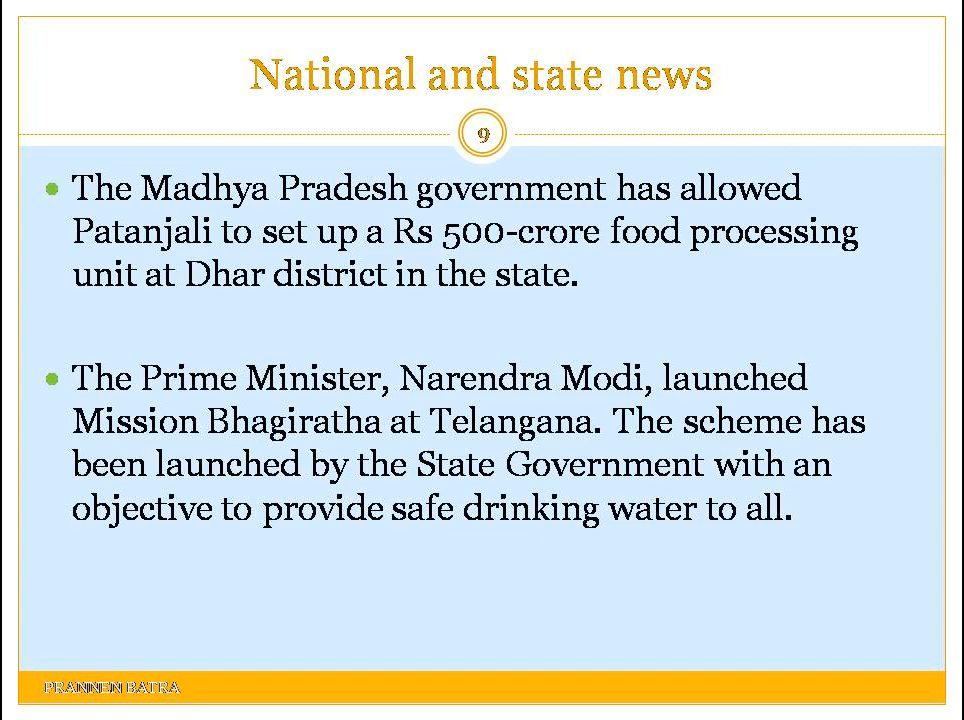 National and state news
9
The Madhya Pradesh government has allowed
Patanjali to set up a Rs 500-crore food processing
unit at Dhar district in the state.
The Prime Minister, Narendra Modi, launched
Mission Bhagiratha at Telangana. The scheme has
been launched by the State Government with an
objective to provide safe drinking water to all.
PRANNEN BATRA